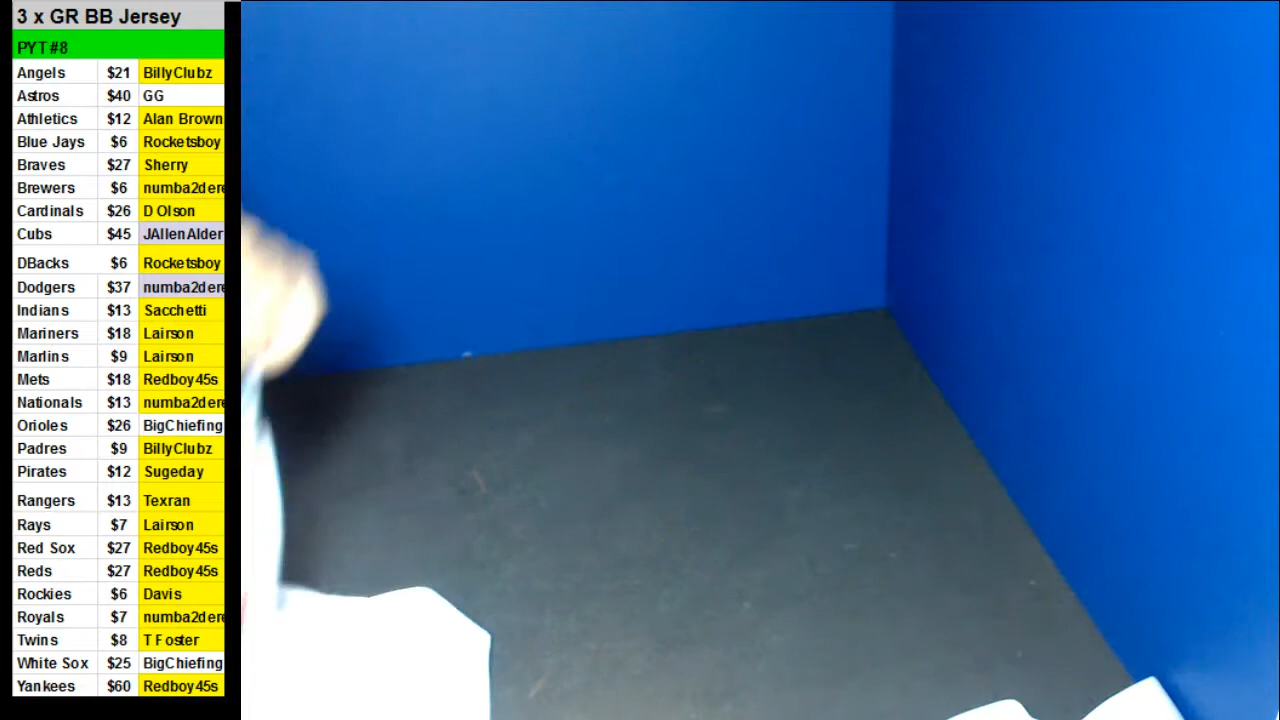 3 x GR BB Jersey
PYT #8
Angels $21 BillyClubz
Astros $40 GG
Athletics $12 Alan Brown
Blue Jays $6 Rocketsboy
Braves $27 Sherry
Brewers $6 numba2dere
Cardinals $26 D Olson
Cubs $45 JAllenAlder
DBacks $6 Rocketsboy
Dodgers $37 numba2dere
Indians $13 Sacchetti
Mariners $18 Lairson
Marlins $9 Lairson
Mets $18 Redboy45s
Nationals $13 numba2dere
Orioles $26 BigChiefing
Padres $9 BillyClubz
Pirates $12 Sugeday
Rangers $13 Texran
Rays $7 Lairson
Red Sox $27 Redboy45s
Reds $27 Redboy45s
Rockies $6 Davis
Royals $7 numba2dere
Twins $8 T Foster
White Sox $25 BigChiefing
Yankees $60 Redboy45s